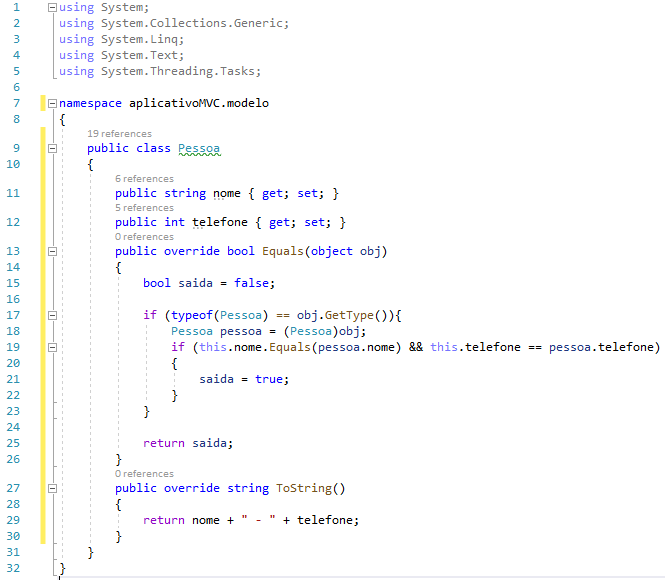 1 using System;
2 using System.Collections.Generic;
3 using System.Linq;
4 using System.Text;
5 using System.Threading.Tasks;
6
7 namespace aplicativoMVC.modelo
8 {
19 references
9 public class Pessoa
10 {
6 references
11 public string nome { get; set; }
5 references
12 public int telefone { get; set; }
0 references
13 public override bool Equals(object obj)
14 {
15 bool saida = false;
16
17 if (typeof(Pessoa) == obj.GetType()){
18 Pessoa pessoa = (Pessoa)obj;
19 if (this.nome.Equals(pessoa.nome) && this.telefone == pessoa.telefone)
20 {
21 saida = true;
22 }
23 }
24
25 return saida;
26 }
0 references
27 public override string ToString()
28 {
29 return nome + " - " + telefone;
30 }
31 }
32 }